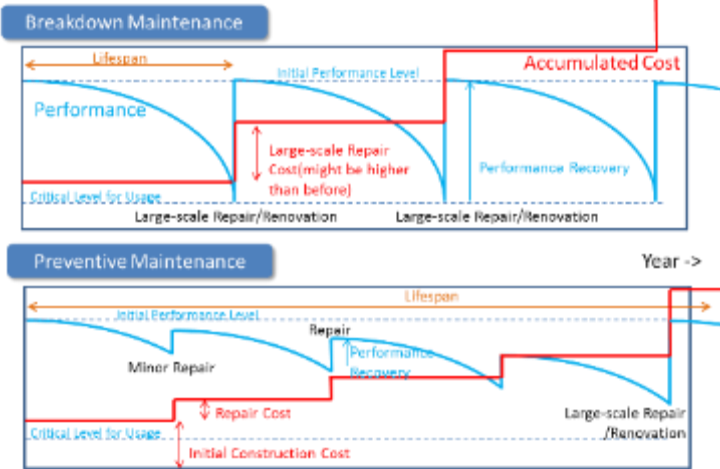 Breakdown Maintenance
Lifespan
Initial Performance Level
Accumulated Cost
Performance
Large-scale Repair
Cost(might be higher
than before)
Performance Recovery
Critical Level for Usage
Large-scale Repair/Renovation
Large-scale Repair/Renovation
Preventive Maintenance
Year ->
Lifespan
Initial Performance Level
Repair
Performance
Recovery
Minor Repair
Repair Cost
Large-scale Repair
/Renovation
Critical Level for Usage
Initial Construction Cost